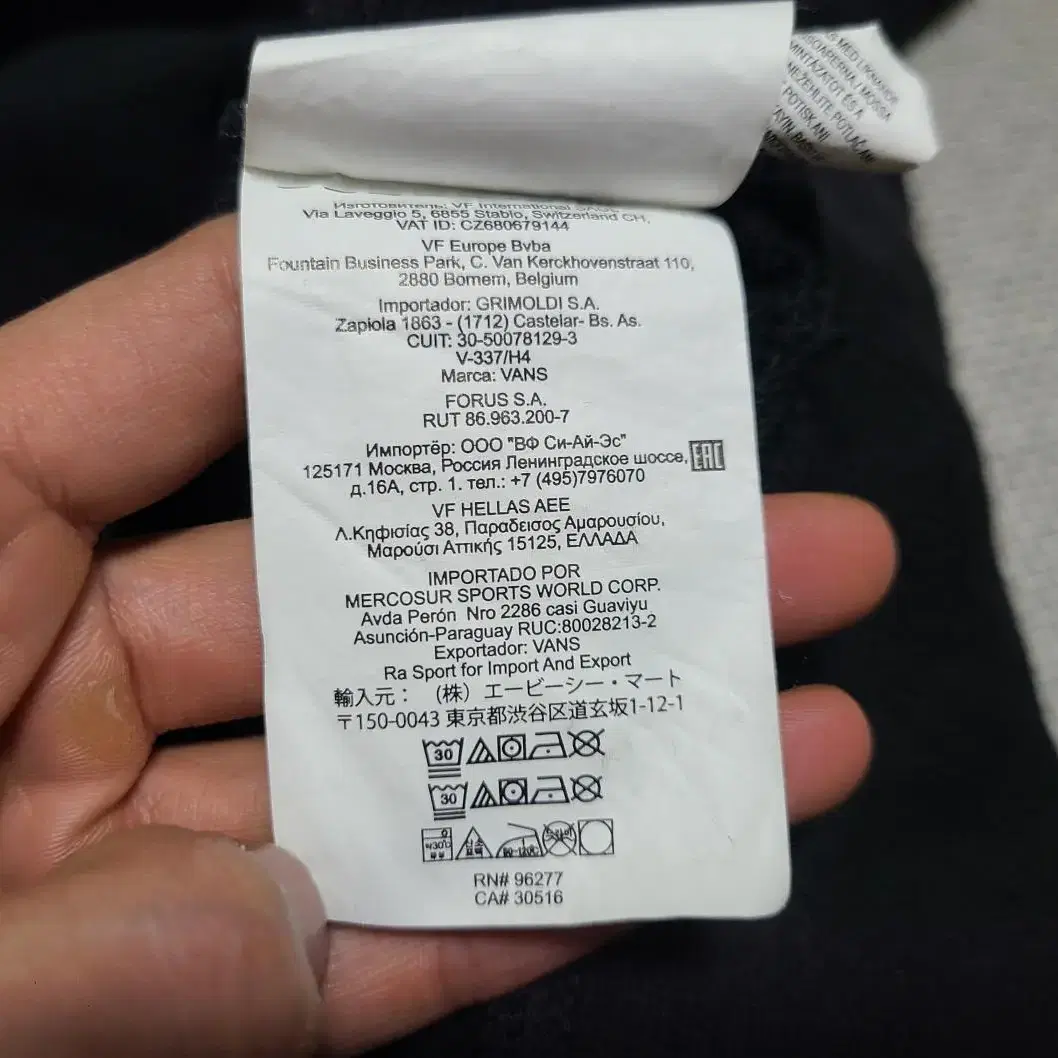 Изготовитель: VF International SAGL
Via Laveggio 5, 6855 Stabio, Switzerland CH,
VAT ID: CZ680679144
VF Europe Bvba
Fountain Business Park, C. Van Kerckhovenstraat 110,
2880 Bornem, Belgium
Importador: GRIMOLDI S.A.
Zapiola 1863 - (1712) Castelar- Bs. As.
CUIT: 30-50078129-3
V-337/H4
Marca: VANS
FORUS S.A.
RUT 86.963.200-7
Импортёр: ООО "ВФ Си-Ай-Эс"
125171 Москва, Россия Ленинградское шоссе, EAC
д.16А, стр. 1. тел.: +7 (495)7976070
VF HELLAS AEE
Λ.Κηφισίας 38, Παραδεισος Αμαρουσίου,
Μαρούσι Αττικής 15125, ΕΛΛΑΔΑ
IMPORTADO POR
MERCOSUR SPORTS WORLD CORP.
Avda Perón Nro 2286 casi Guaviyu
Asunción-Paraguay RUC:80028213-2
Exportador: VANS
Ra Sport for Import And Export
輸入元： （株）エービーシー・マート
〒150-0043 東京都渋谷区道玄坂1-12-1
30
30
RN# 96277
CA# 30516
MOSSA
MINTÁZATOT ÉS A
NEŽEHLITE POTLAČ
POTISKANI